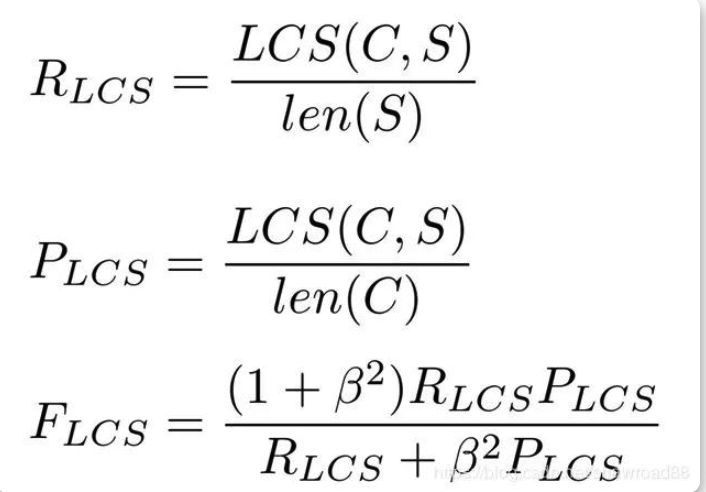 R_{LCS} = \frac{LCS(C, S)}{len(S)}
P_{LCS} = \frac{LCS(C, S)}{len(C)}
F_{LCS} = \frac{(1 + \beta^2) R_{LCS} P_{LCS}}{R_{LCS} + \beta^2 P_{LCS}}